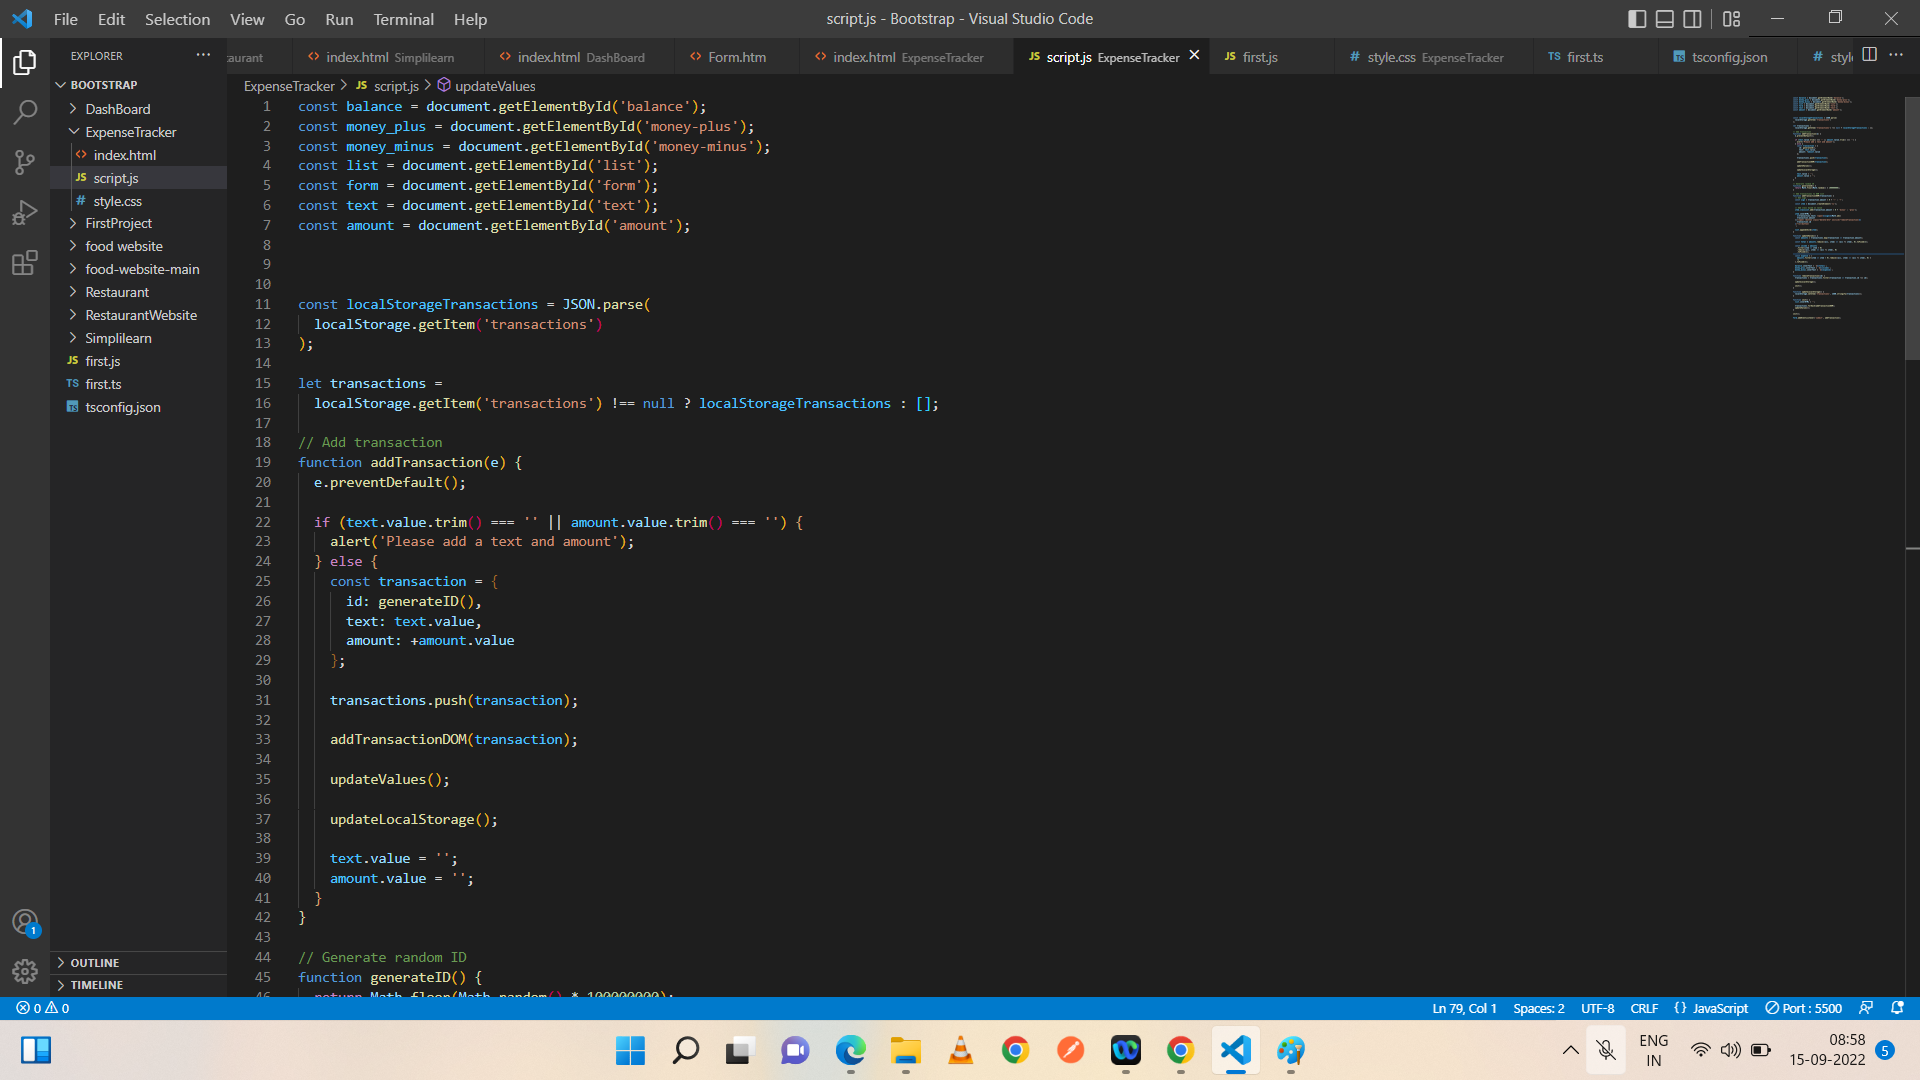 File Edit Selection View Go Run Terminal Help
script.js - Bootstrap - Visual Studio Code
EXPLORER
aurant
index.html Simplilearn
index.html DashBoard
Form.htm
index.html ExpenseTracker
script.js ExpenseTracker
first.js
style.css ExpenseTracker
first.ts
tsconfig.json
styl
ExpenseTracker > script.js > updateValues
BOOTSTRAP
DashBoard
ExpenseTracker
index.html
script.js
style.css
FirstProject
food website
food-website-main
Restaurant
RestaurantWebsite
Simplilearn
first.js
first.ts
tsconfig.json
OUTLINE
TIMELINE
1 const balance = document.getElementById('balance');
2 const money_plus = document.getElementById('money-plus');
3 const money_minus = document.getElementById('money-minus');
4 const list = document.getElementById('list');
5 const form = document.getElementById('form');
6 const text = document.getElementById('text');
7 const amount = document.getElementById('amount');
8
9
10
11 const localStorageTransactions = JSON.parse(
12   localStorage.getItem('transactions')
13 );
14
15 let transactions =
16   localStorage.getItem('transactions') !== null ? localStorageTransactions : [];
17
18 // Add transaction
19 function addTransaction(e) {
20   e.preventDefault();
21
22   if (text.value.trim() === '' || amount.value.trim() === '') {
23     alert('Please add a text and amount');
24   } else {
25     const transaction = {
26       id: generateID(),
27       text: text.value,
28       amount: +amount.value
29     };
30
31     transactions.push(transaction);
32
33     addTransactionDOM(transaction);
34
35     updateValues();
36
37     updateLocalStorage();
38
39     text.value = '';
40     amount.value = '';
41   }
42 }
43
44 // Generate random ID
45 function generateID() {
46   return Math.floor(Math.random() * 100000000);
1
0 0
Ln 79, Col 1
Spaces: 2
UTF-8
CRLF
{ } JavaScript
Port : 5500
ENG
IN
08:58
15-09-2022
5